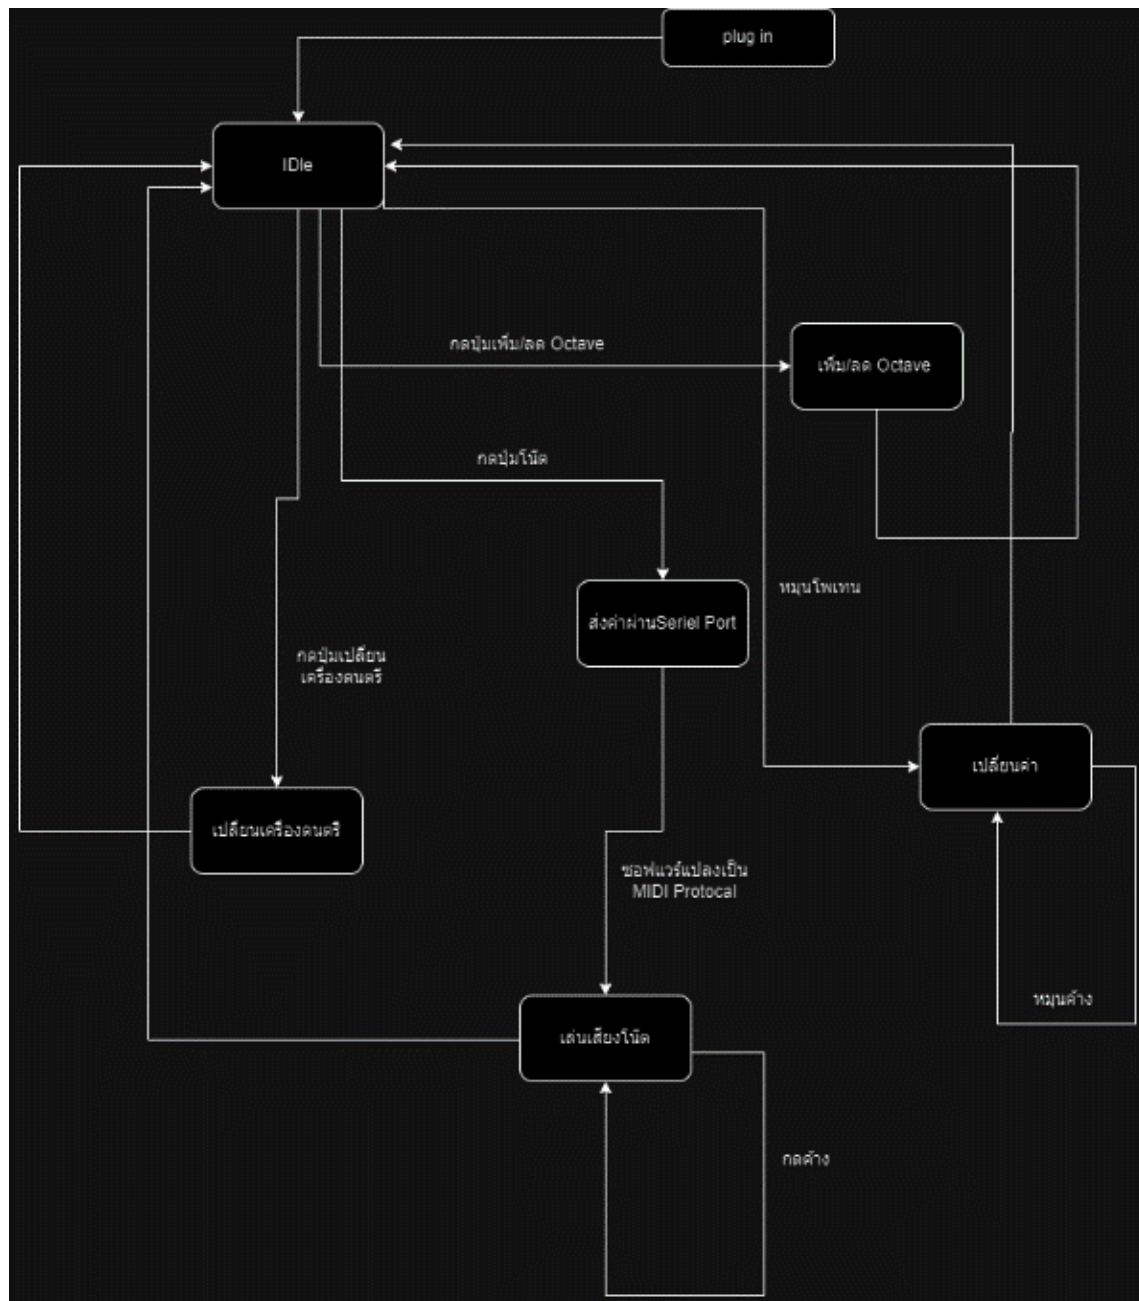 plug in
IDle
กดปุ่มเพิ่ม/ลด Octave
เพิ่ม/ลด Octave
กดปุ่มโน๊ต
หมุนโพเทน
ส่งค่าผ่านSeriel Port
กดปุ่มเปลี่ยน
เครื่องดนตรี
เปลี่ยนค่า
เปลี่ยนเครื่องดนตรี
ซอฟแวร์แปลงเป็น
MIDI Protocal
หมุนค้าง
เล่นเสียงโน๊ต
กดค้าง